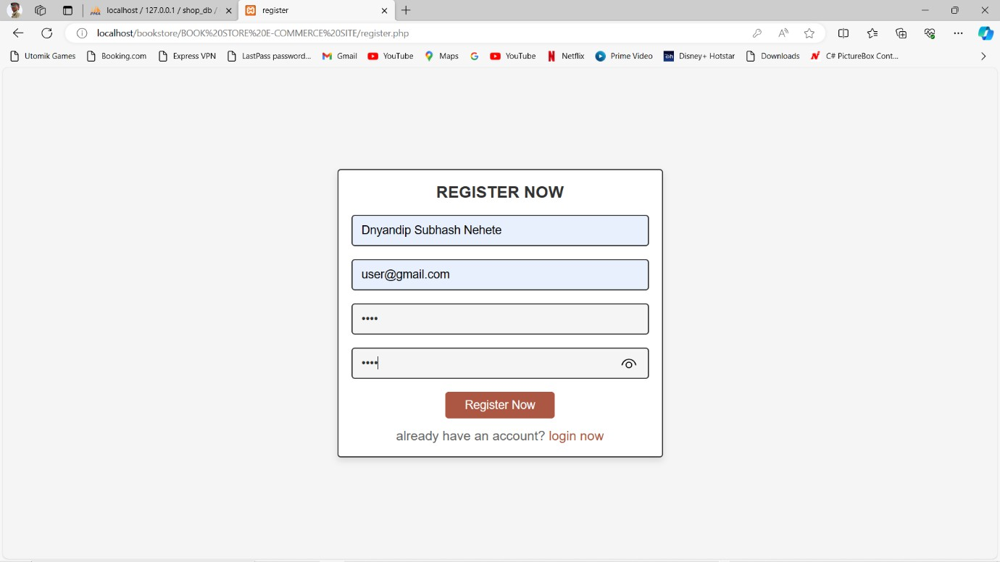 localhost / 127.0.0.1 / shop_db /
register
localhost/bookstore/BOOK%20STORE%20E-COMMERCE%20SITE/register.php
Utomik Games Booking.com Express VPN LastPass password... Gmail YouTube Maps YouTube Netflix Prime Video Disney+ Hotstar Downloads C# PictureBox Cont...
REGISTER NOW
Dnyandip Subhash Nehete
user@gmail.com
••••
••••
Register Now
already have an account? login now